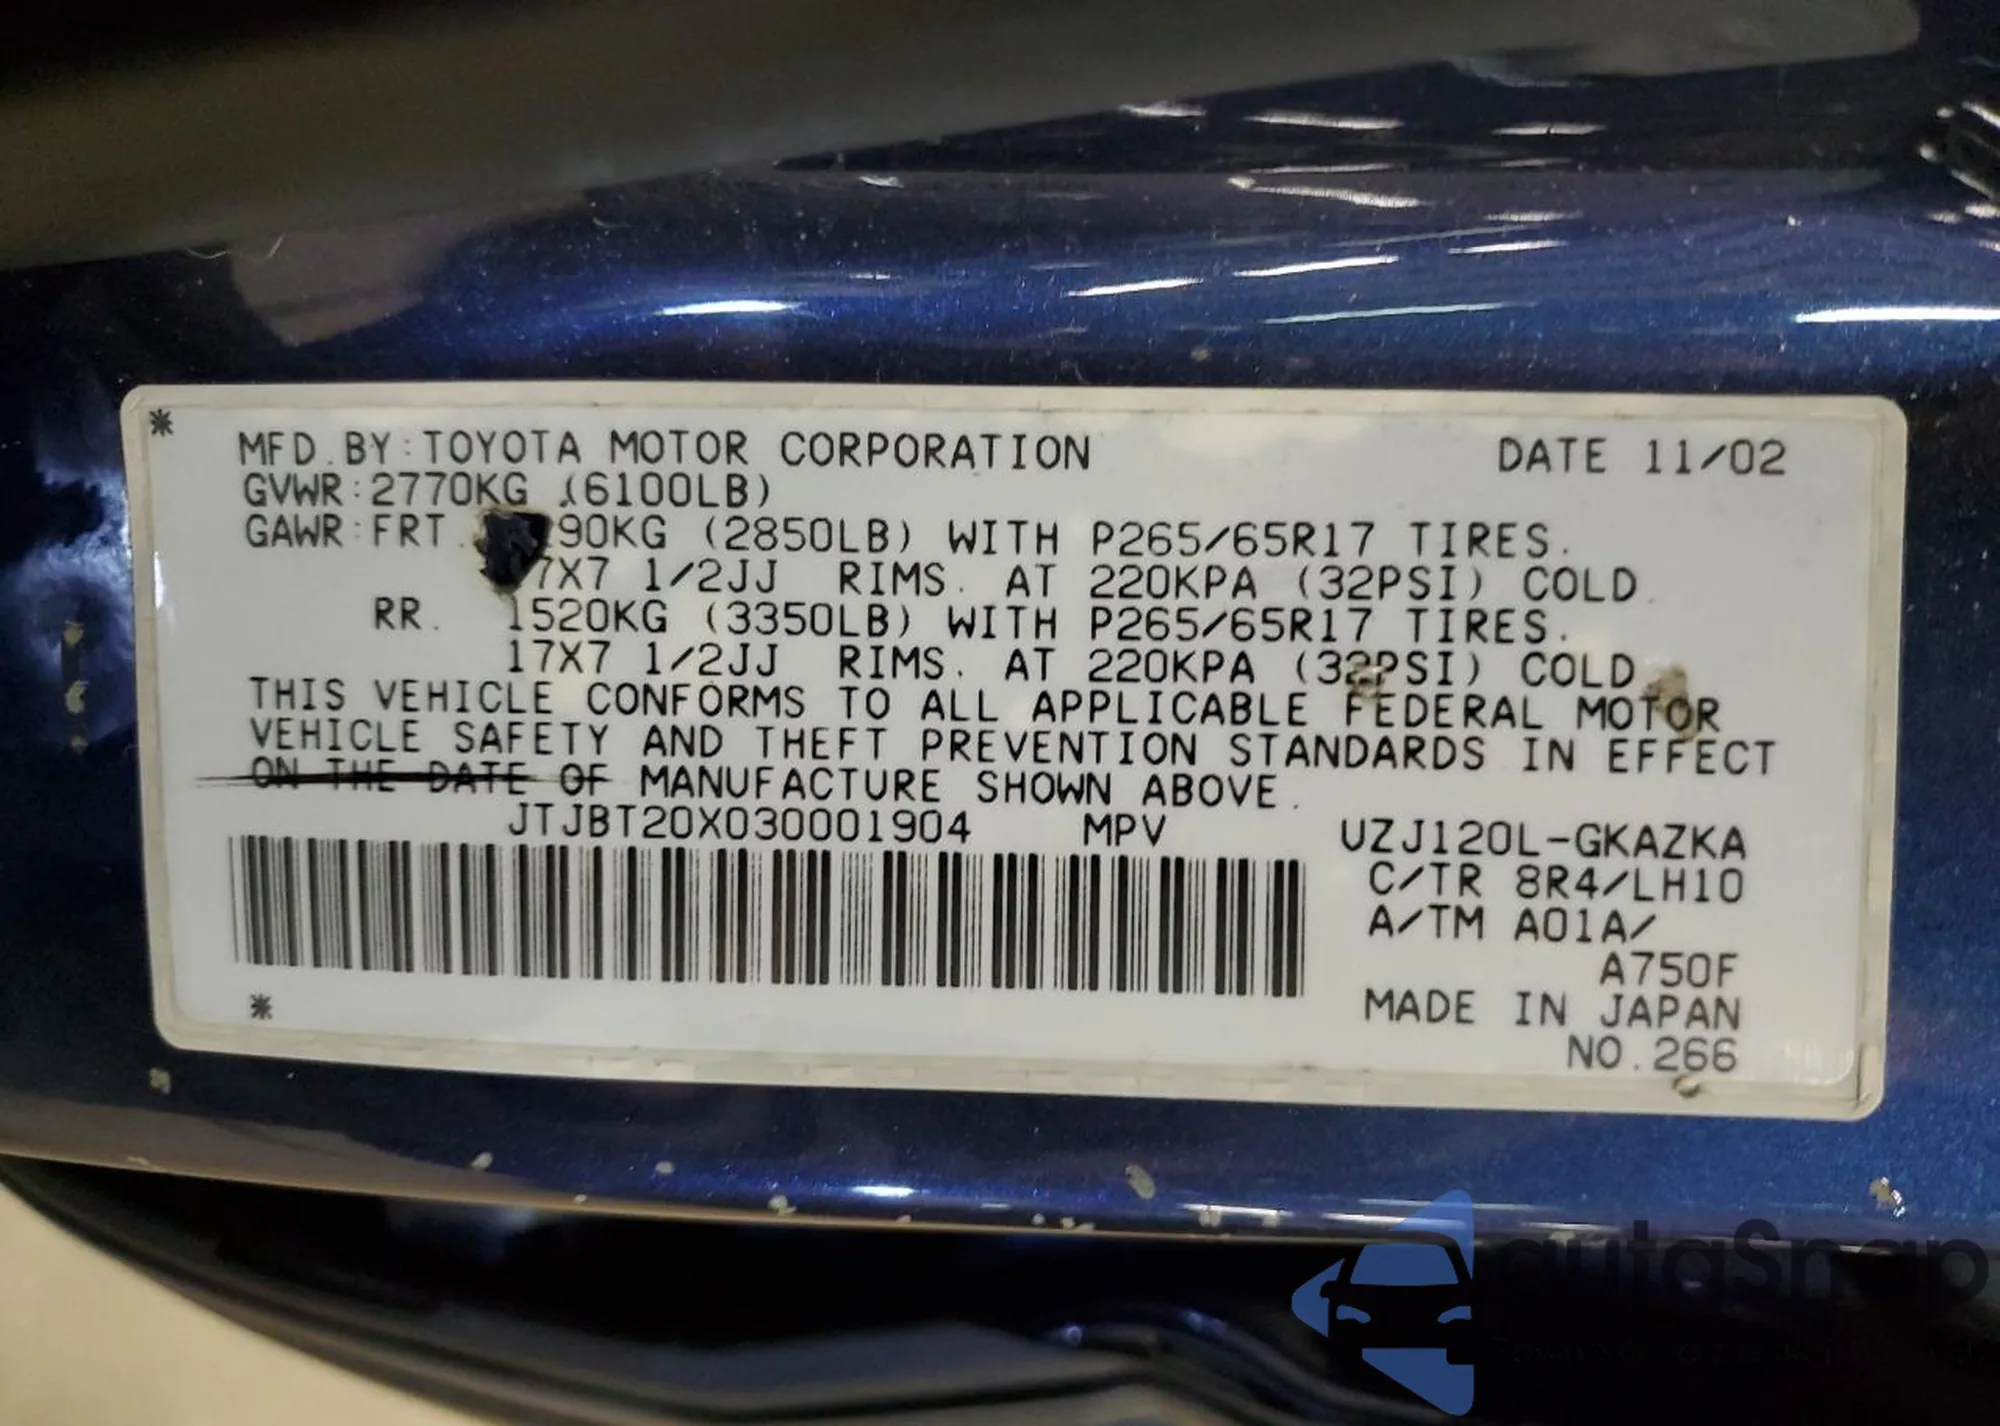 *
MFD.BY:TOYOTA MOTOR CORPORATION DATE 11/02
GVWR:2770KG (6100LB)
GAWR:FRT 90KG (2850LB) WITH P265/65R17 TIRES.
7X7 1/2JJ RIMS. AT 220KPA (32PSI) COLD.
RR. 1520KG (3350LB) WITH P265/65R17 TIRES.
17X7 1/2JJ RIMS. AT 220KPA (32PSI) COLD
THIS VEHICLE CONFORMS TO ALL APPLICABLE FEDERAL MOTOR
VEHICLE SAFETY AND THEFT PREVENTION STANDARDS IN EFFECT
ON THE DATE OF MANUFACTURE SHOWN ABOVE.
JTJBT20X030001904 MPV UZJ120L-GKAZKA
C/TR 8R4/LH10
A/TM A01A/
A750F
MADE IN JAPAN
*
NO.266
autaSnap